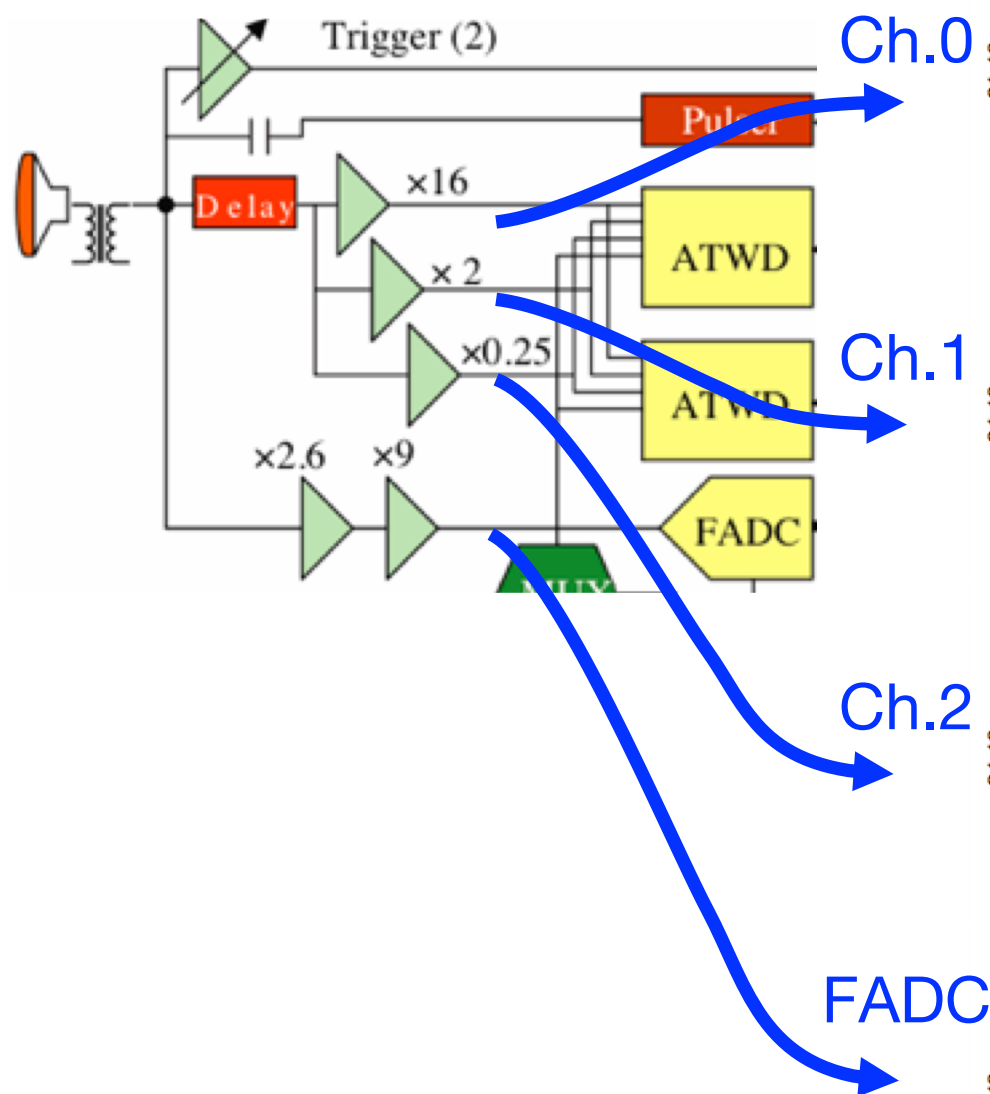 Trigger (2)
Ch.0
Pulser
Delay
×16
ATWD
× 2
×0.25
Ch.1
ATWD
×2.6
×9
FADC
MUX
Ch.2
FADC